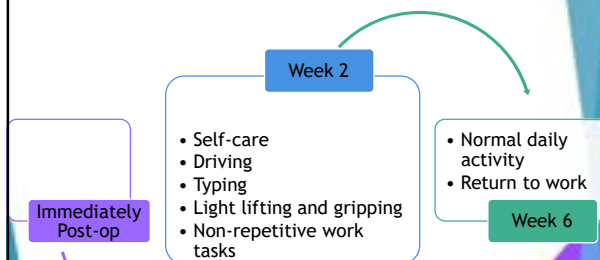 Immediately
Post-op
Week 2
• Self-care
• Driving
• Typing
• Light lifting and gripping
• Non-repetitive work
tasks
• Normal daily
activity
• Return to work
Week 6